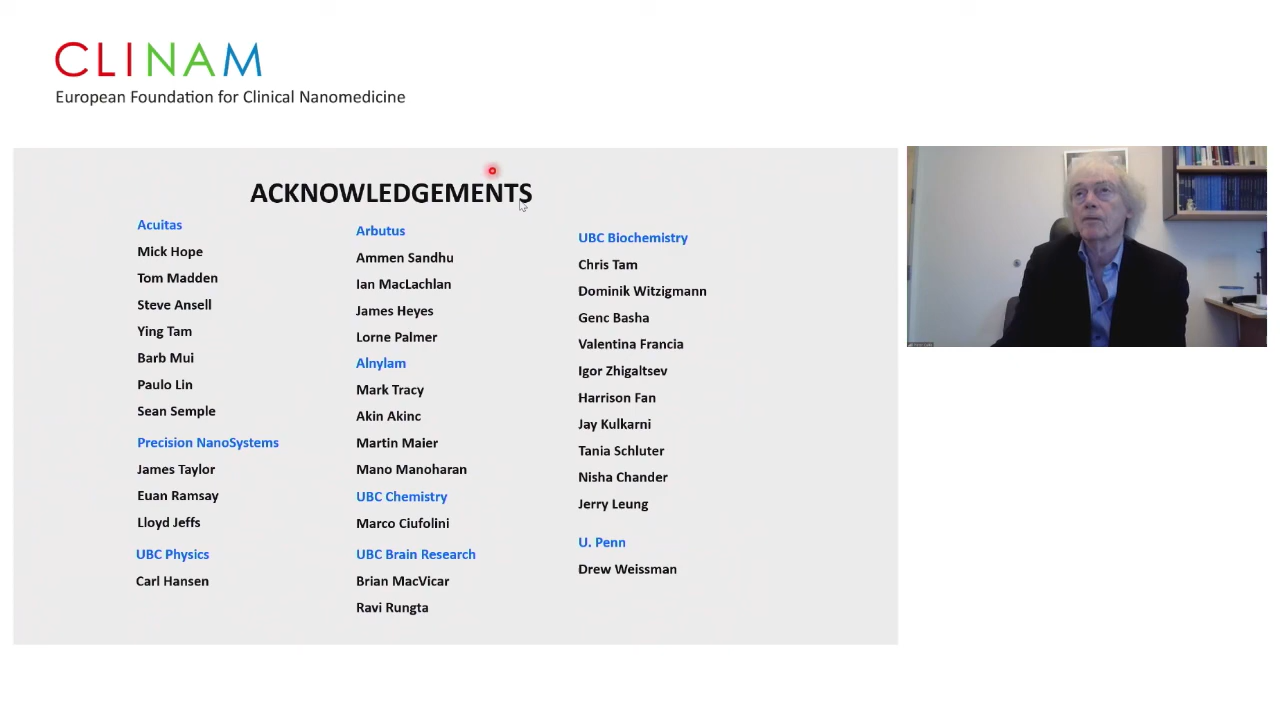 CLINAM
European Foundation for Clinical Nanomedicine
ACKNOWLEDGEMENTS
Acuitas
Mick Hope
Tom Madden
Steve Ansell
Ying Tam
Barb Mui
Paulo Lin
Sean Semple
Precision NanoSystems
James Taylor
Euan Ramsay
Lloyd Jeffs
UBC Physics
Carl Hansen
Arbutus
Ammen Sandhu
Ian MacLachlan
James Heyes
Lorne Palmer
Alnylam
Mark Tracy
Akin Akinc
Martin Maier
Mano Manoharan
UBC Chemistry
Marco Ciufolini
UBC Brain Research
Brian MacVicar
Ravi Rungta
UBC Biochemistry
Chris Tam
Dominik Witzigmann
Genc Basha
Valentina Francia
Igor Zhigaltsev
Harrison Fan
Jay Kulkarni
Tania Schluter
Nisha Chander
Jerry Leung
U. Penn
Drew Weissman